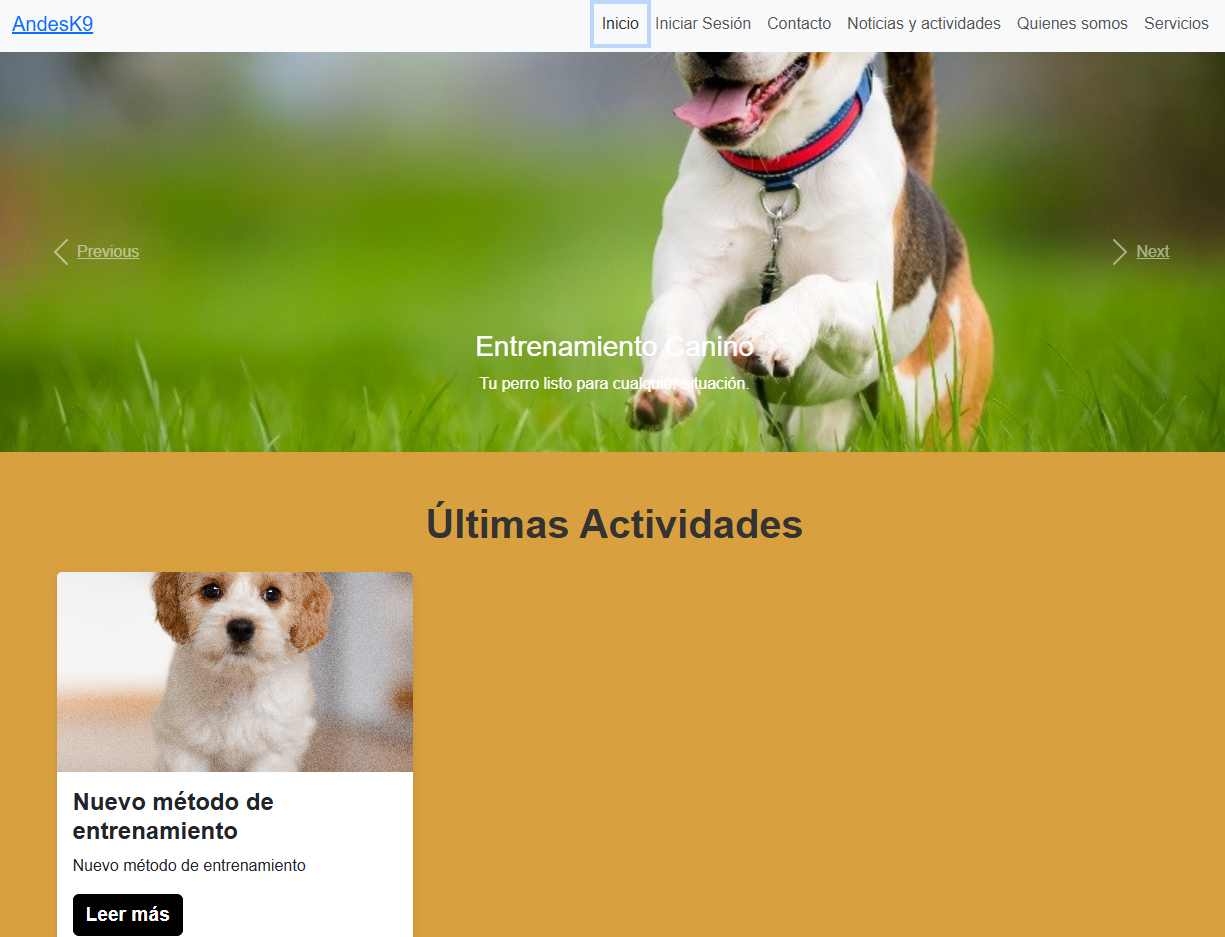 AndesK9
Inicio Iniciar Sesión Contacto Noticias y actividades Quienes somos Servicios
Previous
Next
Entrenamiento Canino
Tu perro listo para cualquier situación.
Últimas Actividades
Nuevo método de
entrenamiento
Nuevo método de entrenamiento
Leer más